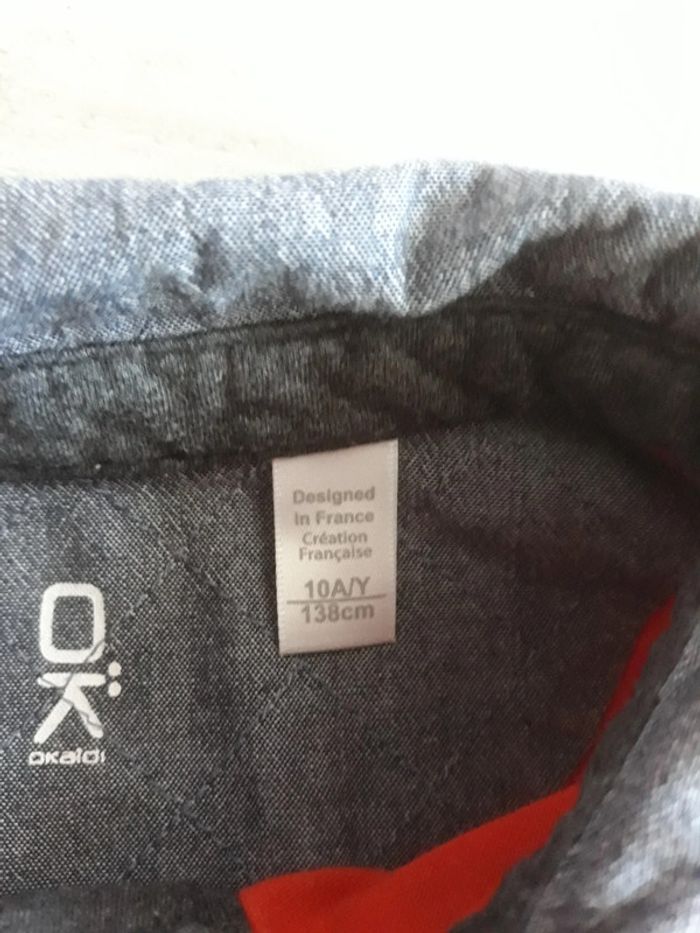 Designed
in France
Création
Française
10A/Y
138cm
OK
okaïdi